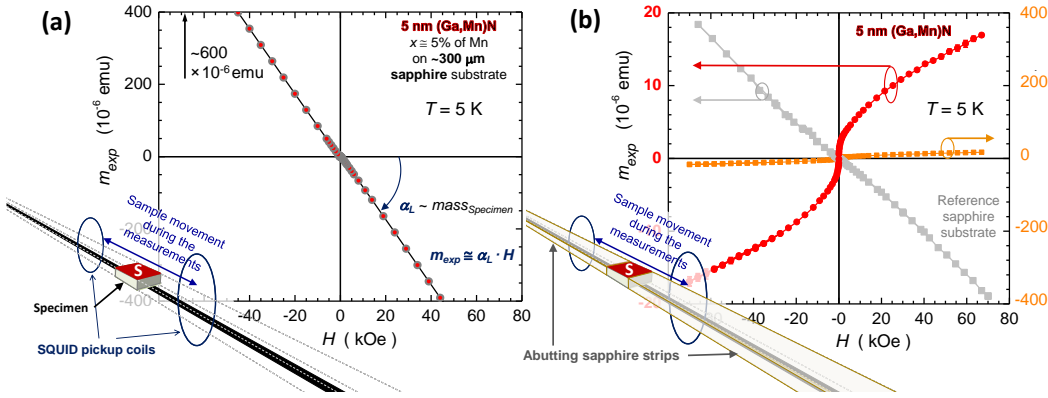 (a)
400
200
0
-200
-400
m_exp (10⁻⁶ emu)
~600
× 10⁻⁶ emu
5 nm (Ga,Mn)N
x ≅ 5% of Mn
on ~300 µm
sapphire substrate
T = 5 K
α_L ~ mass_Specimen
m_exp ≅ α_L · H
Sample movement
during the
measurements
S
Specimen
SQUID pickup coils
-40 -20 0 20 40 60 80
H ( kOe )
(b)
20
10
0
-20
m_exp (10⁻⁶ emu)
5 nm (Ga,Mn)N
T = 5 K
400
200
0
-200
-400
Reference
sapphire
substrate
Sample movement
during the
measurements
S
Abutting sapphire strips
-60 -40 -20 0 20 40 60 80
H ( kOe )